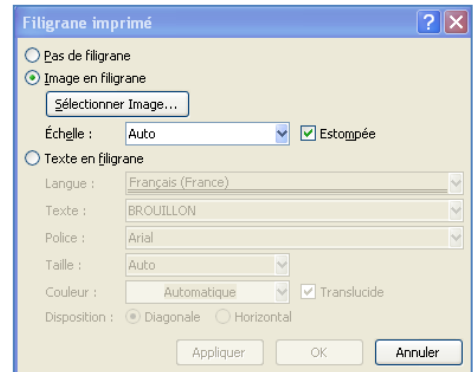 Filigrane imprimé
Pas de filigrane
Image en filigrane
Sélectionner Image...
Échelle : Auto Estompée
Texte en filigrane
Langue : Français (France)
Texte : BROUILLON
Police : Arial
Taille : Auto
Couleur : Automatique Translucide
Disposition : Diagonale Horizontal
Appliquer OK Annuler